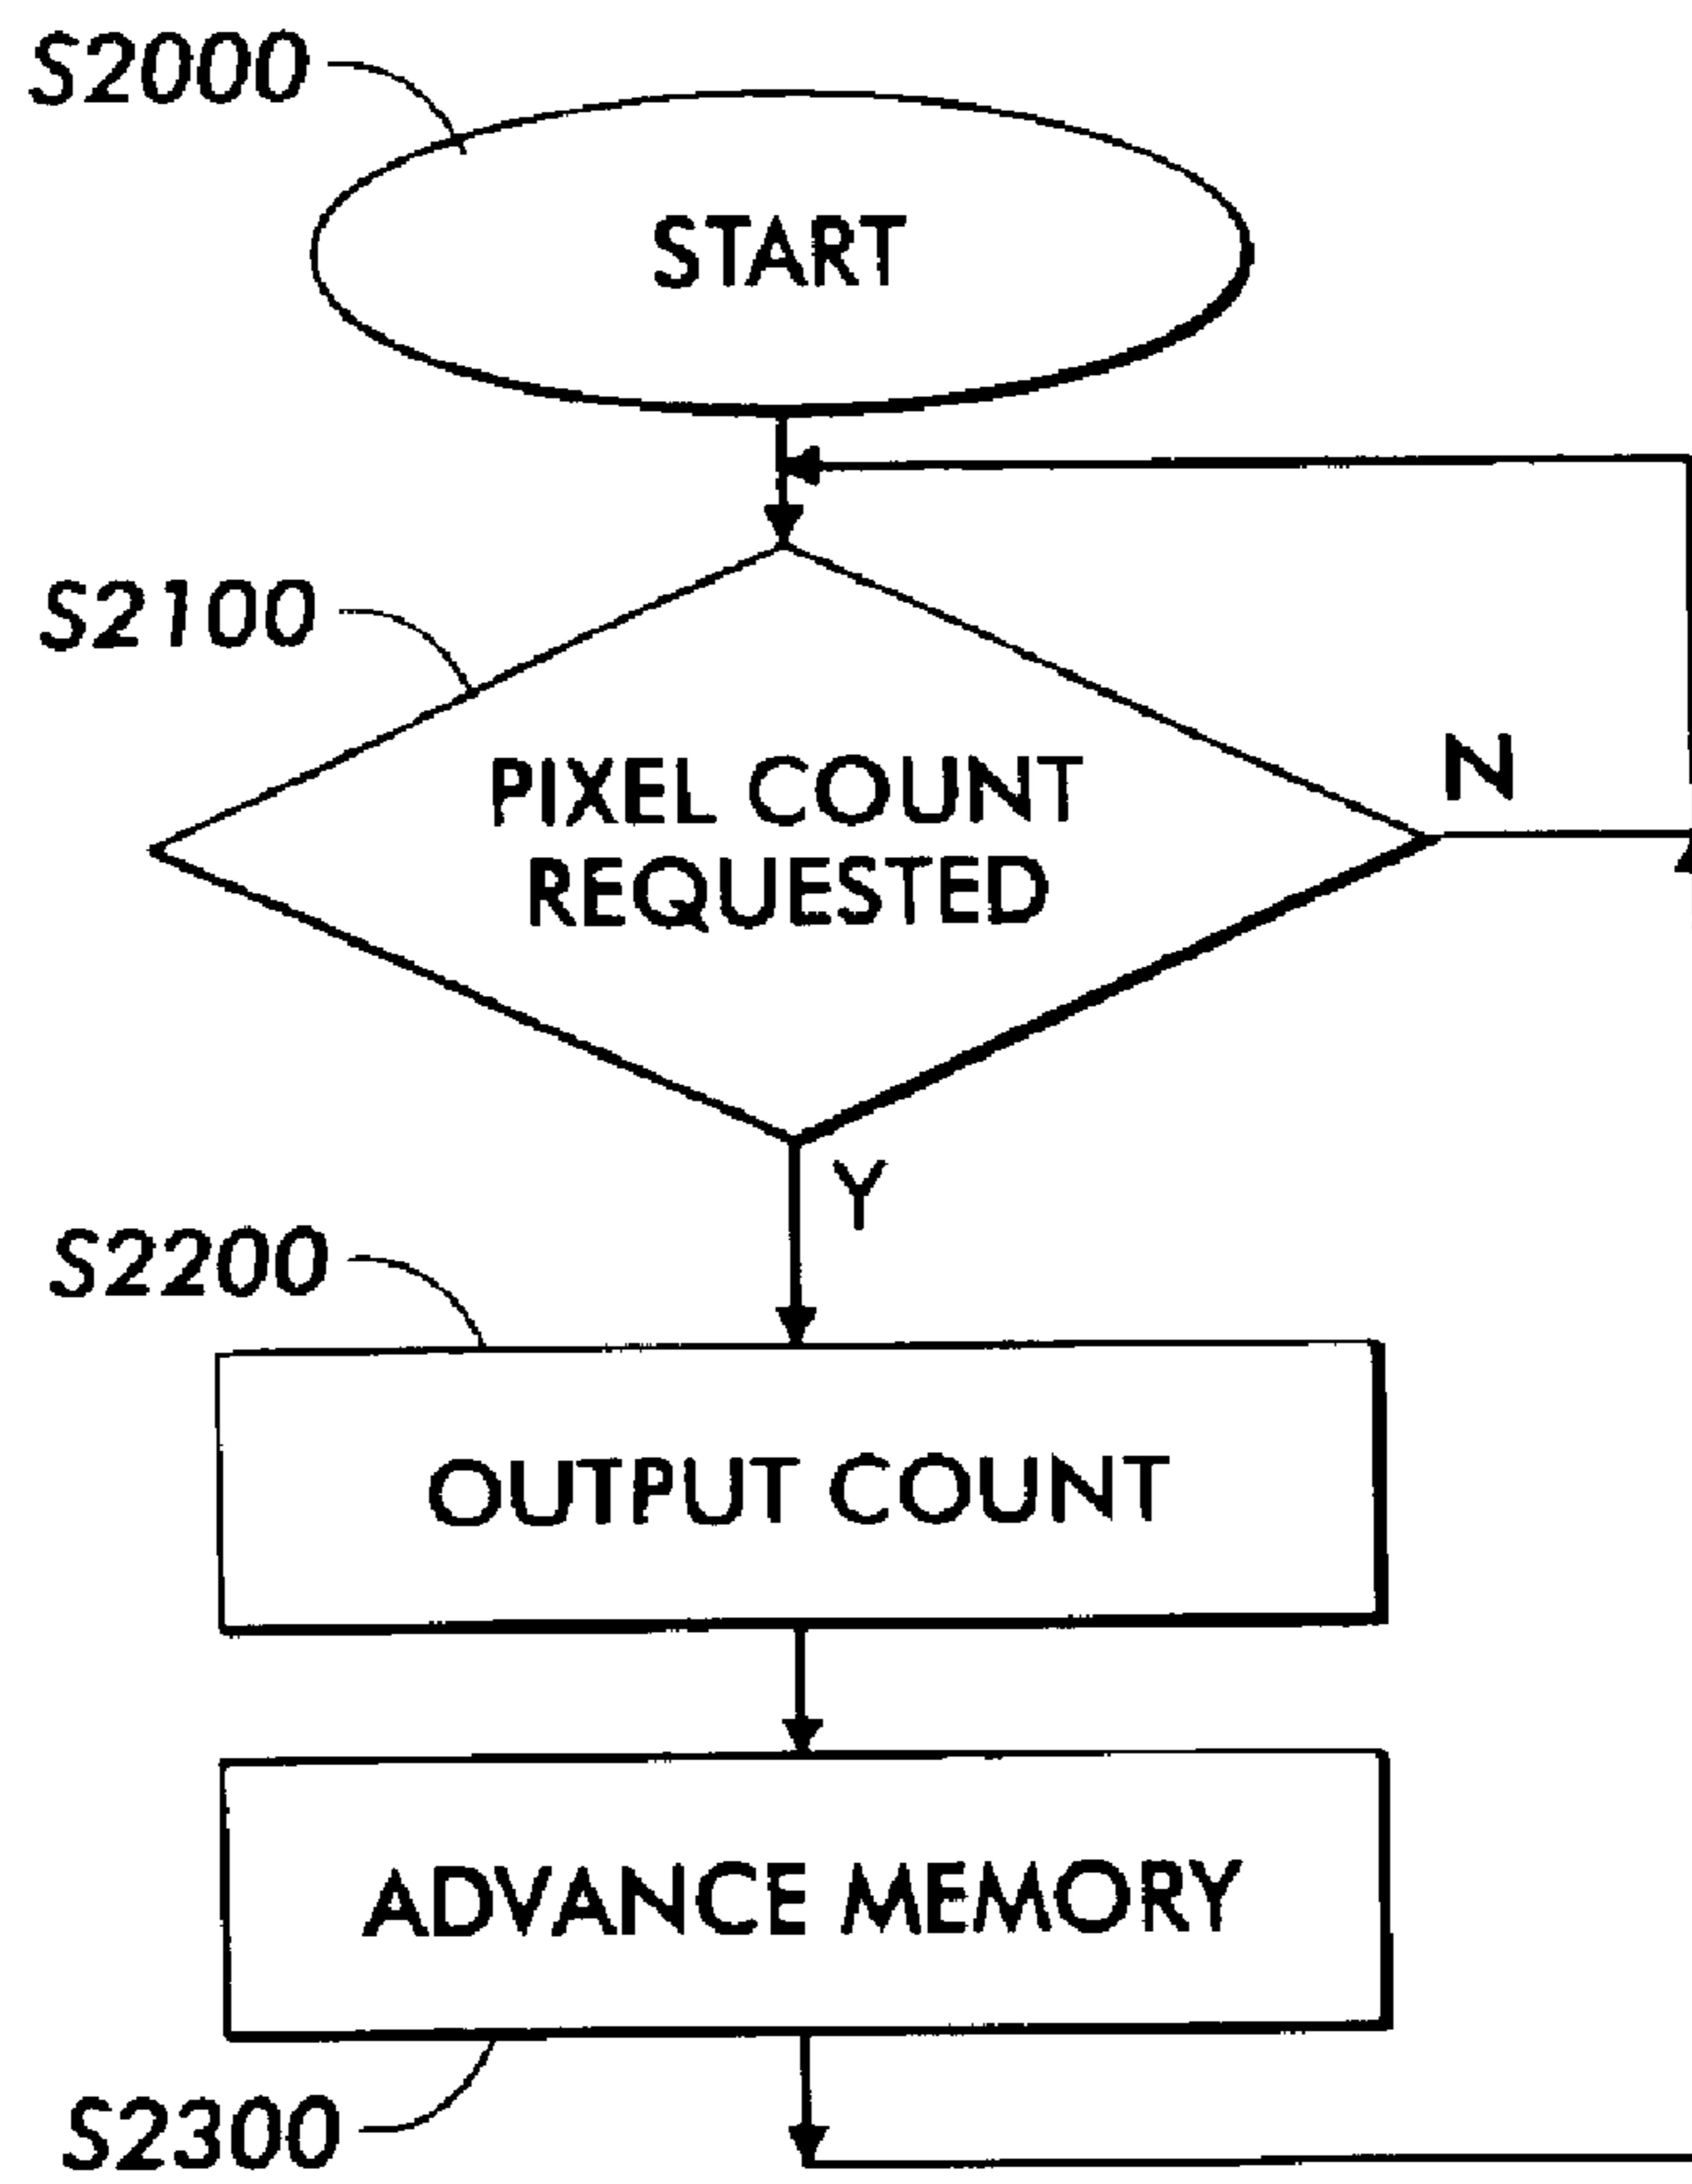 S2000
START
S2100
PIXEL COUNT
REQUESTED
N
Y
S2200
OUTPUT COUNT
ADVANCE MEMORY
S2300